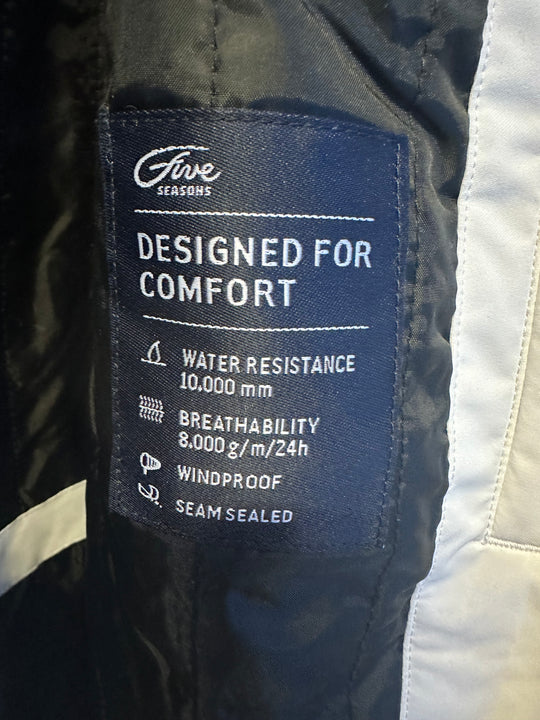 Five
SEASONS
DESIGNED FOR
COMFORT
WATER RESISTANCE
10.000 mm
BREATHABILITY
8.000 g/m/24h
WINDPROOF
SEAM SEALED